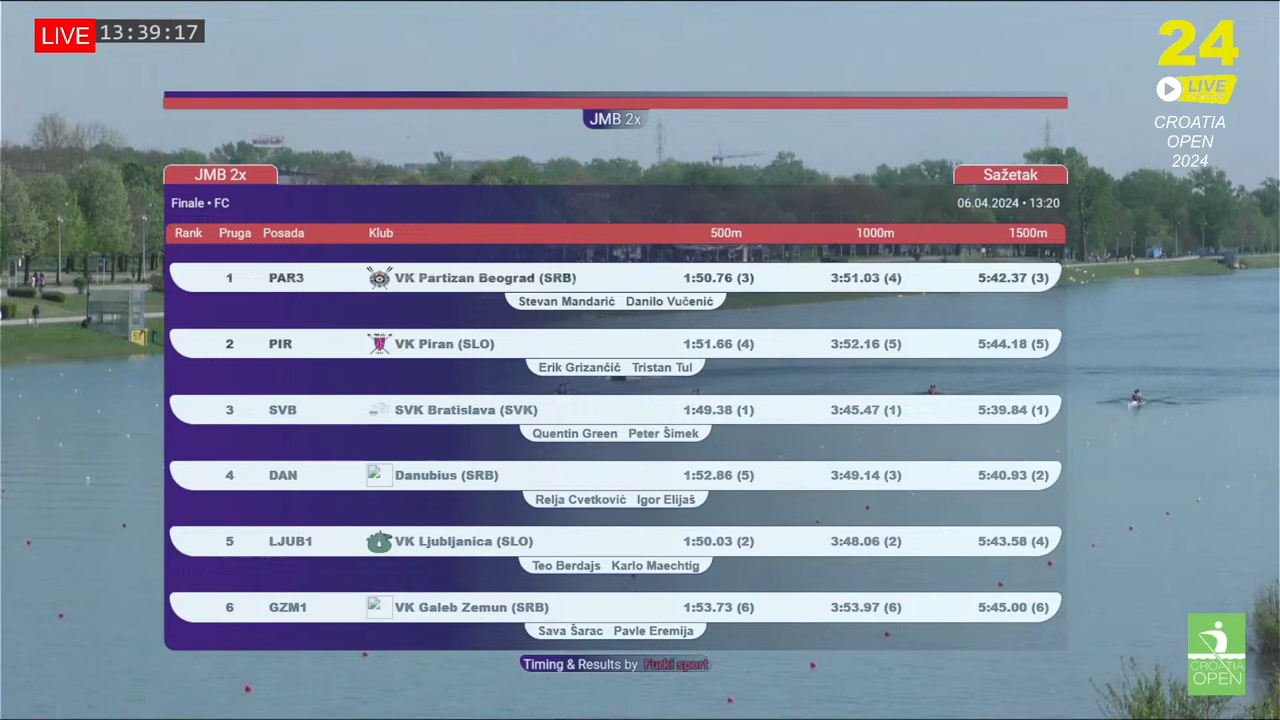 LIVE 13:39:17
24
LIVE
CROATIA
OPEN
2024
JMB 2x
JMB 2x Sažetak
Finale • FC 06.04.2024 • 13:20
Rank Pruga Posada Klub 500m 1000m 1500m
1 PAR3 VK Partizan Beograd (SRB) 1:50.76 (3) 3:51.03 (4) 5:42.37 (3)
Stevan Mandarić Danilo Vučenić
2 PIR VK Piran (SLO) 1:51.66 (4) 3:52.16 (5) 5:44.18 (5)
Erik Grizančič Tristan Tul
3 SVB SVK Bratislava (SVK) 1:49.38 (1) 3:45.47 (1) 5:39.84 (1)
Quentin Green Peter Šimek
4 DAN Danubius (SRB) 1:52.86 (5) 3:49.14 (3) 5:40.93 (2)
Relja Cvetković Igor Elijaš
5 LJUB1 VK Ljubljanica (SLO) 1:50.03 (2) 3:48.06 (2) 5:43.58 (4)
Teo Berdajs Karlo Maechtig
6 GZM1 VK Galeb Zemun (SRB) 1:53.73 (6) 3:53.97 (6) 5:45.00 (6)
Sava Šarac Pavle Eremija
Timing & Results by Furki sport
CROATIA
OPEN